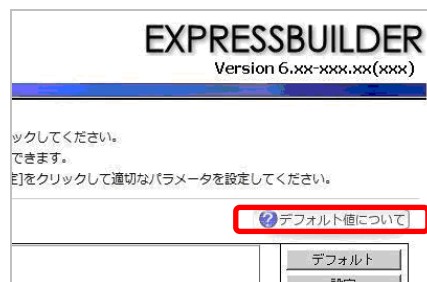 EXPRESSBUILDER
Version 6.xx-xxx.xx(xxx)
ックしてください。
できます。
定]をクリックして適切なパラメータを設定してください。
デフォルト値について
デフォルト